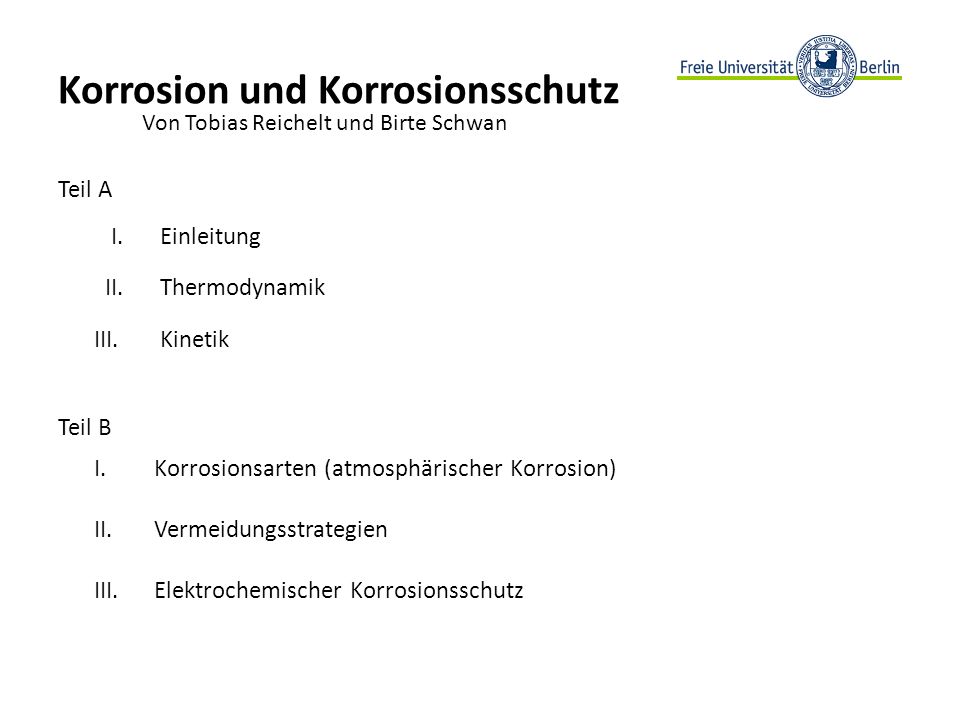 Korrosion und Korrosionsschutz
Freie Universität Berlin
Von Tobias Reichelt und Birte Schwan
Teil A
I. Einleitung
II. Thermodynamik
III. Kinetik
Teil B
I. Korrosionsarten (atmosphärischer Korrosion)
II. Vermeidungsstrategien
III. Elektrochemischer Korrosionsschutz